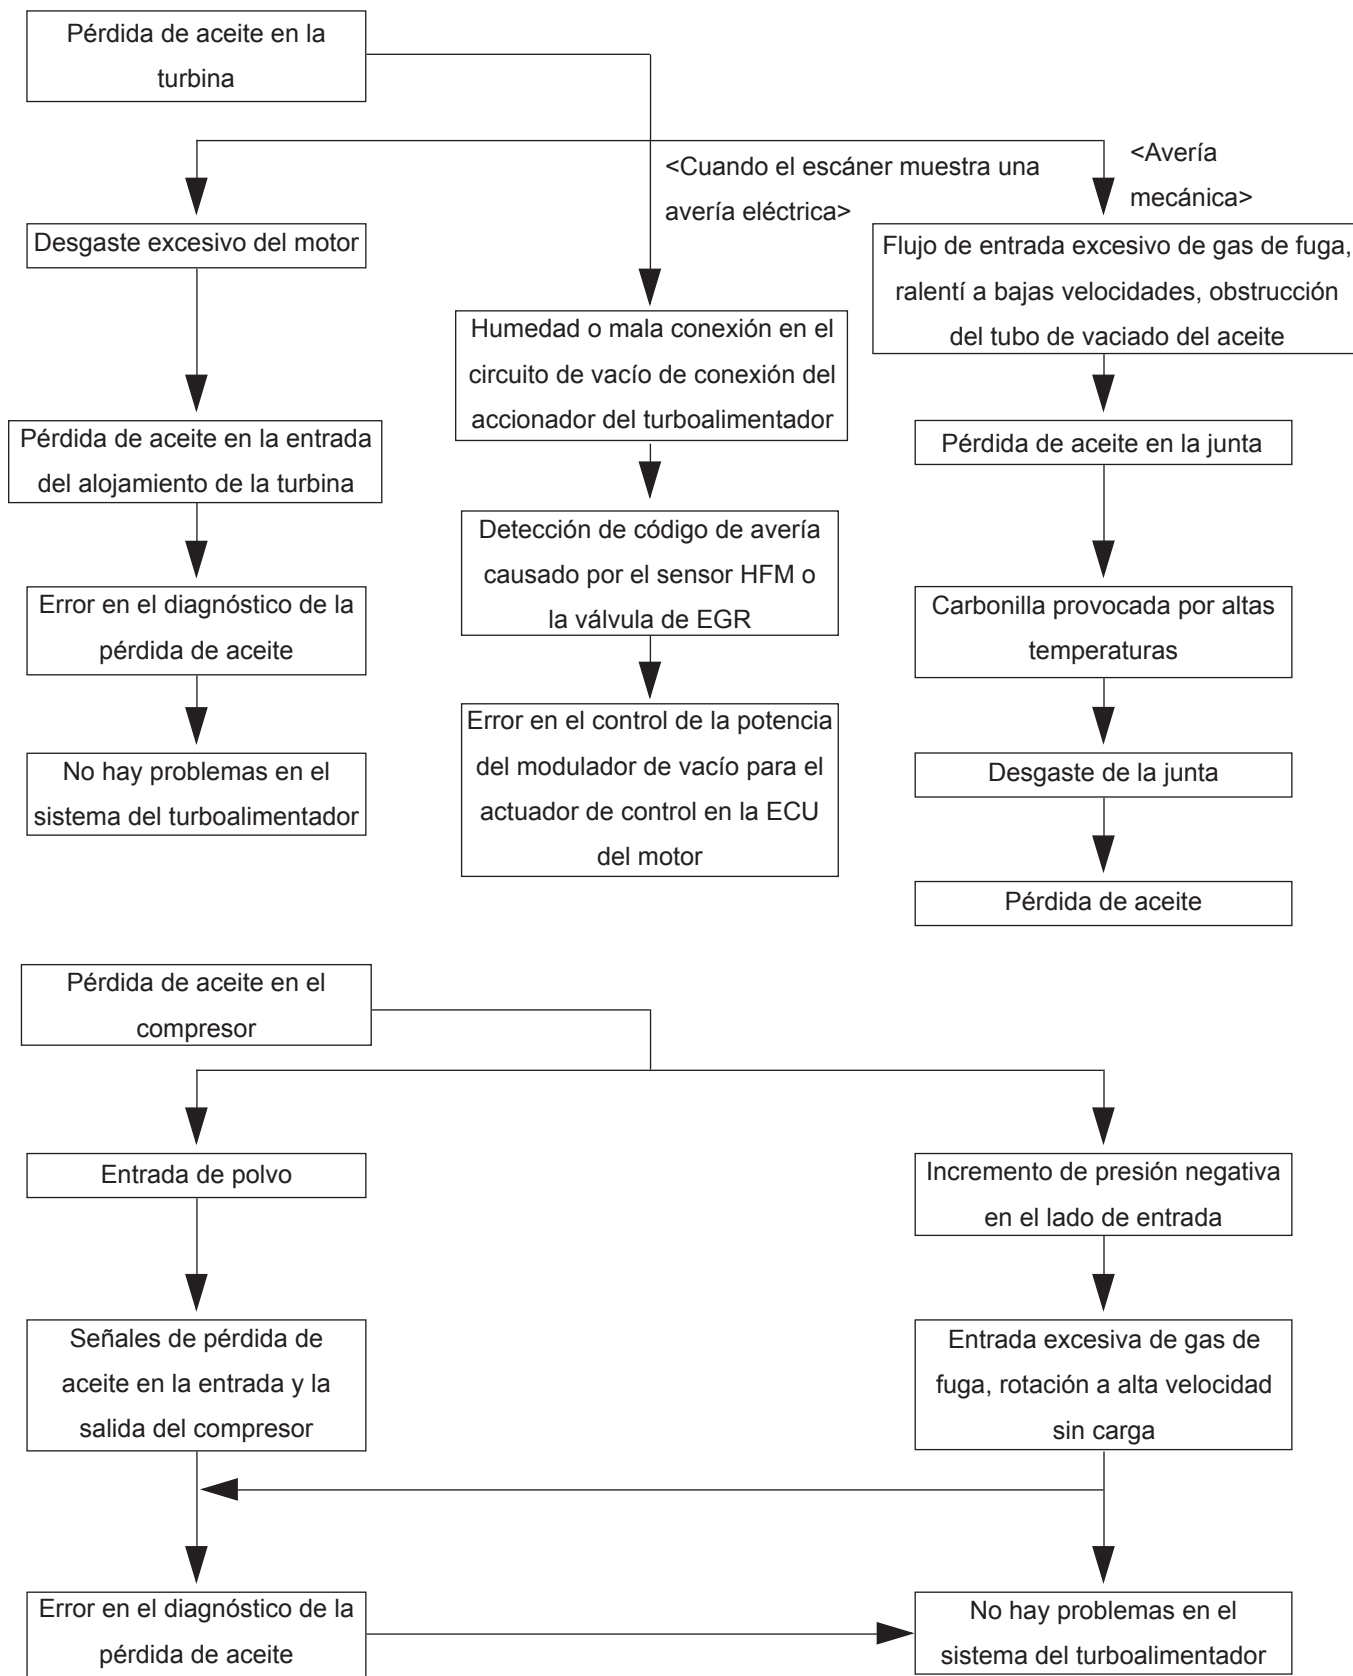 Pérdida de aceite en la
turbina
<Cuando el escáner muestra una
avería eléctrica>
<Avería
mecánica>
Desgaste excesivo del motor
Pérdida de aceite en la entrada
del alojamiento de la turbina
Error en el diagnóstico de la
pérdida de aceite
No hay problemas en el
sistema del turboalimentador
Humedad o mala conexión en el
circuito de vacío de conexión del
accionador del turboalimentador
Detección de código de avería
causado por el sensor HFM o
la válvula de EGR
Error en el control de la potencia
del modulador de vacío para el
actuador de control en la ECU
del motor
Flujo de entrada excesivo de gas de fuga,
ralentí a bajas velocidades, obstrucción
del tubo de vaciado del aceite
Pérdida de aceite en la junta
Carbonilla provocada por altas
temperaturas
Desgaste de la junta
Pérdida de aceite
Pérdida de aceite en el
compresor
Entrada de polvo
Señales de pérdida de
aceite en la entrada y la
salida del compresor
Error en el diagnóstico de la
pérdida de aceite
Incremento de presión negativa
en el lado de entrada
Entrada excesiva de gas de
fuga, rotación a alta velocidad
sin carga
No hay problemas en el
sistema del turboalimentador